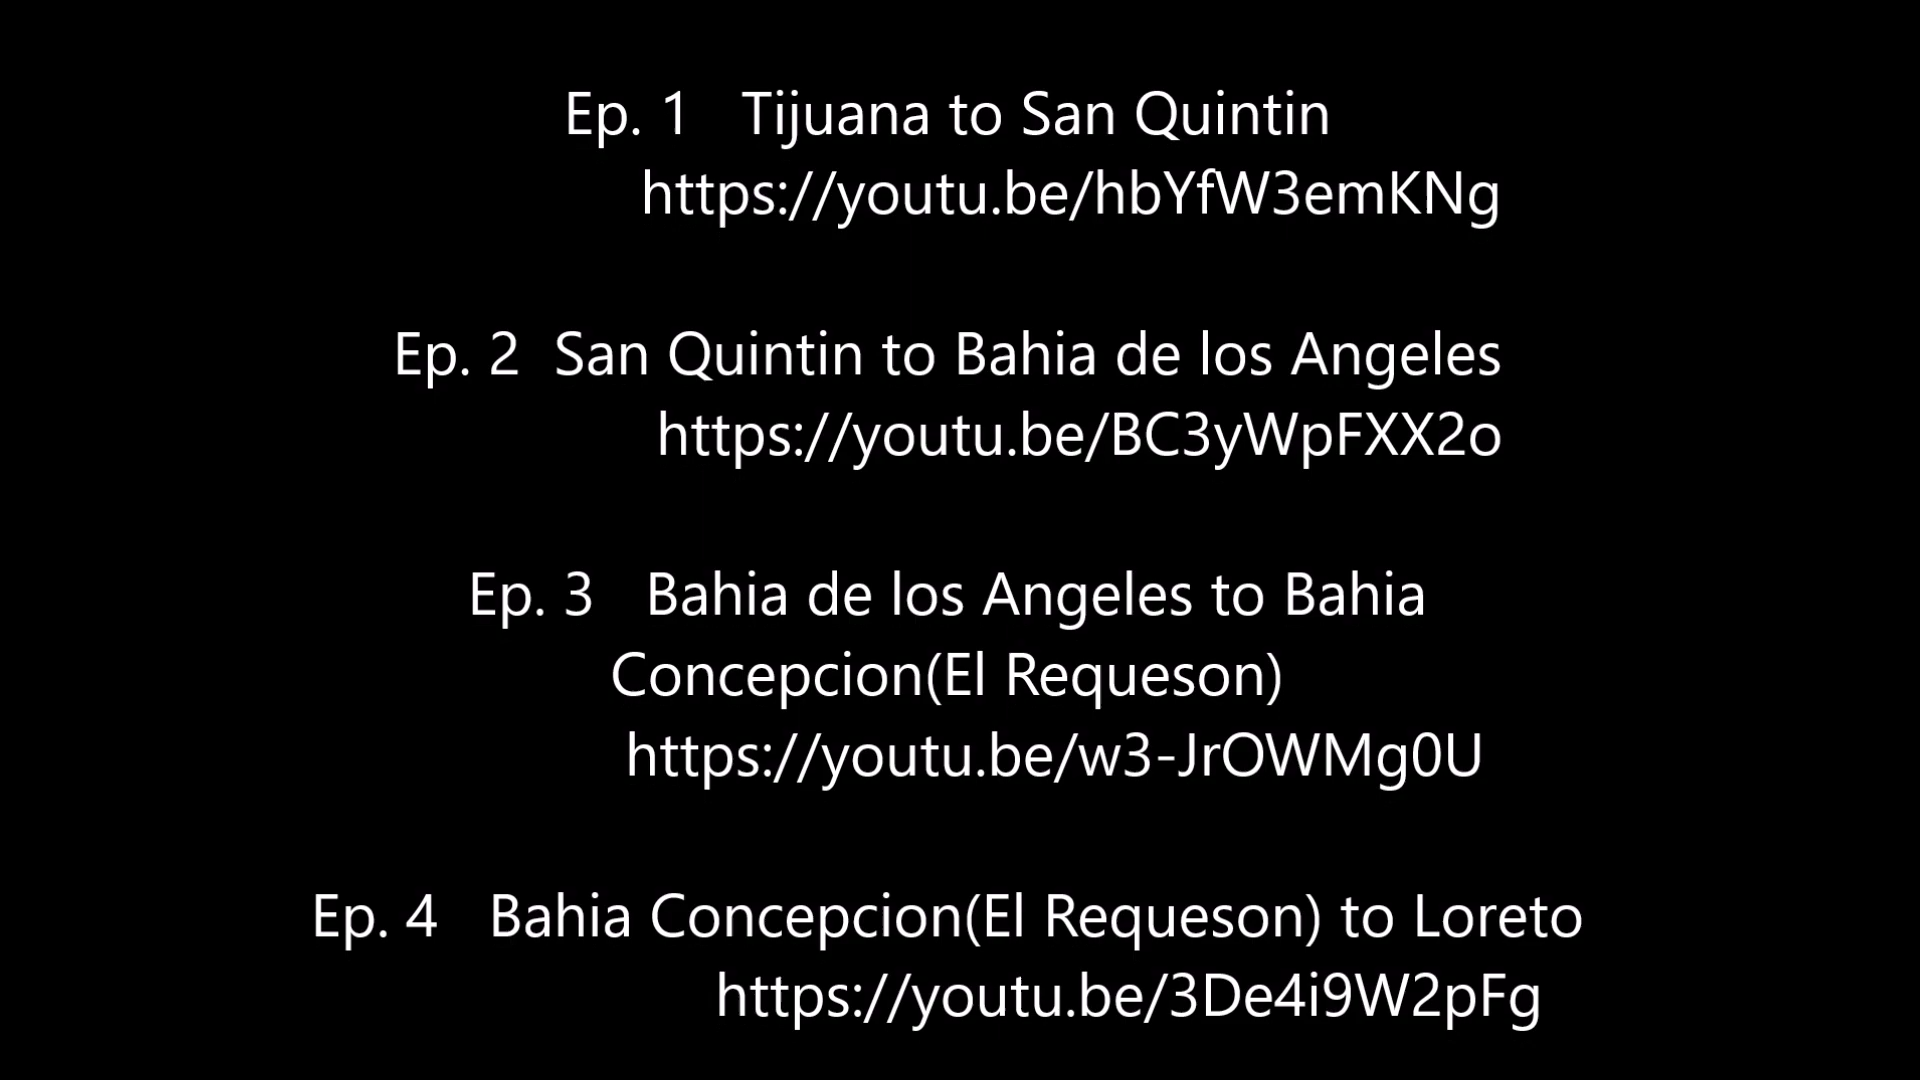 Ep. 1   Tijuana to San Quintin
https://youtu.be/hbYfW3emKNg
Ep. 2  San Quintin to Bahia de los Angeles
https://youtu.be/BC3yWpFXX2o
Ep. 3   Bahia de los Angeles to Bahia
Concepcion(El Requeson)
https://youtu.be/w3-JrOWMg0U
Ep. 4   Bahia Concepcion(El Requeson) to Loreto
https://youtu.be/3De4i9W2pFg